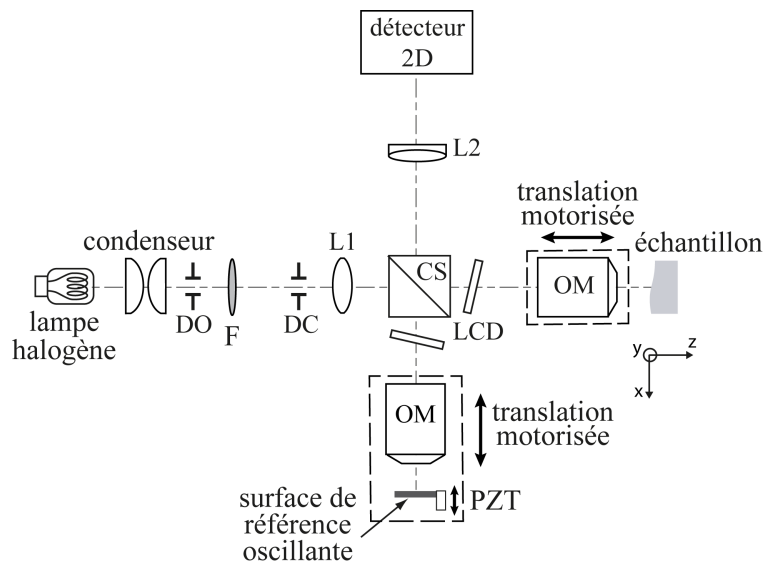 détecteur
2D
L2
translation
motorisée
condenseur
L1
échantillon
CS
OM
lampe
halogène
DO
F
DC
LCD
y
z
x
OM
translation
motorisée
surface de
référence
oscillante
PZT